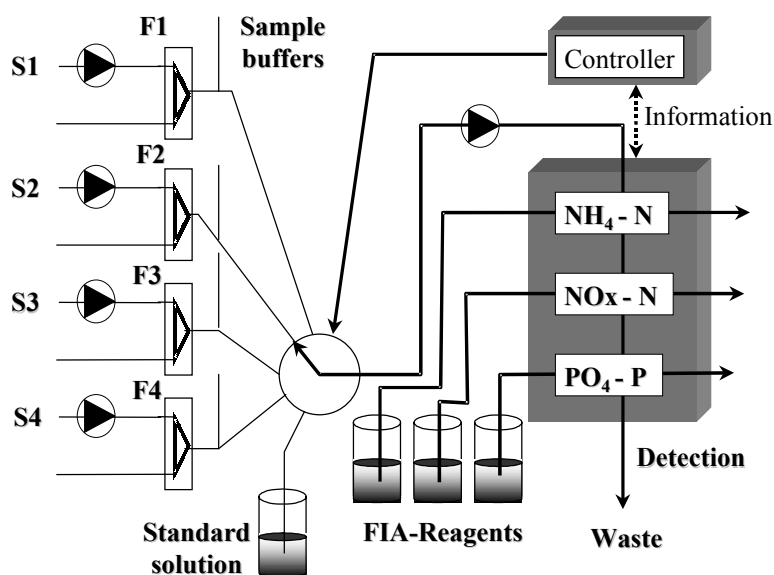 F1
Sample
buffers
S1
Controller
Information
F2
S2
NH₄ - N
F3
S3
NOx - N
F4
S4
PO₄ - P
Detection
Standard
solution
FIA-Reagents
Waste